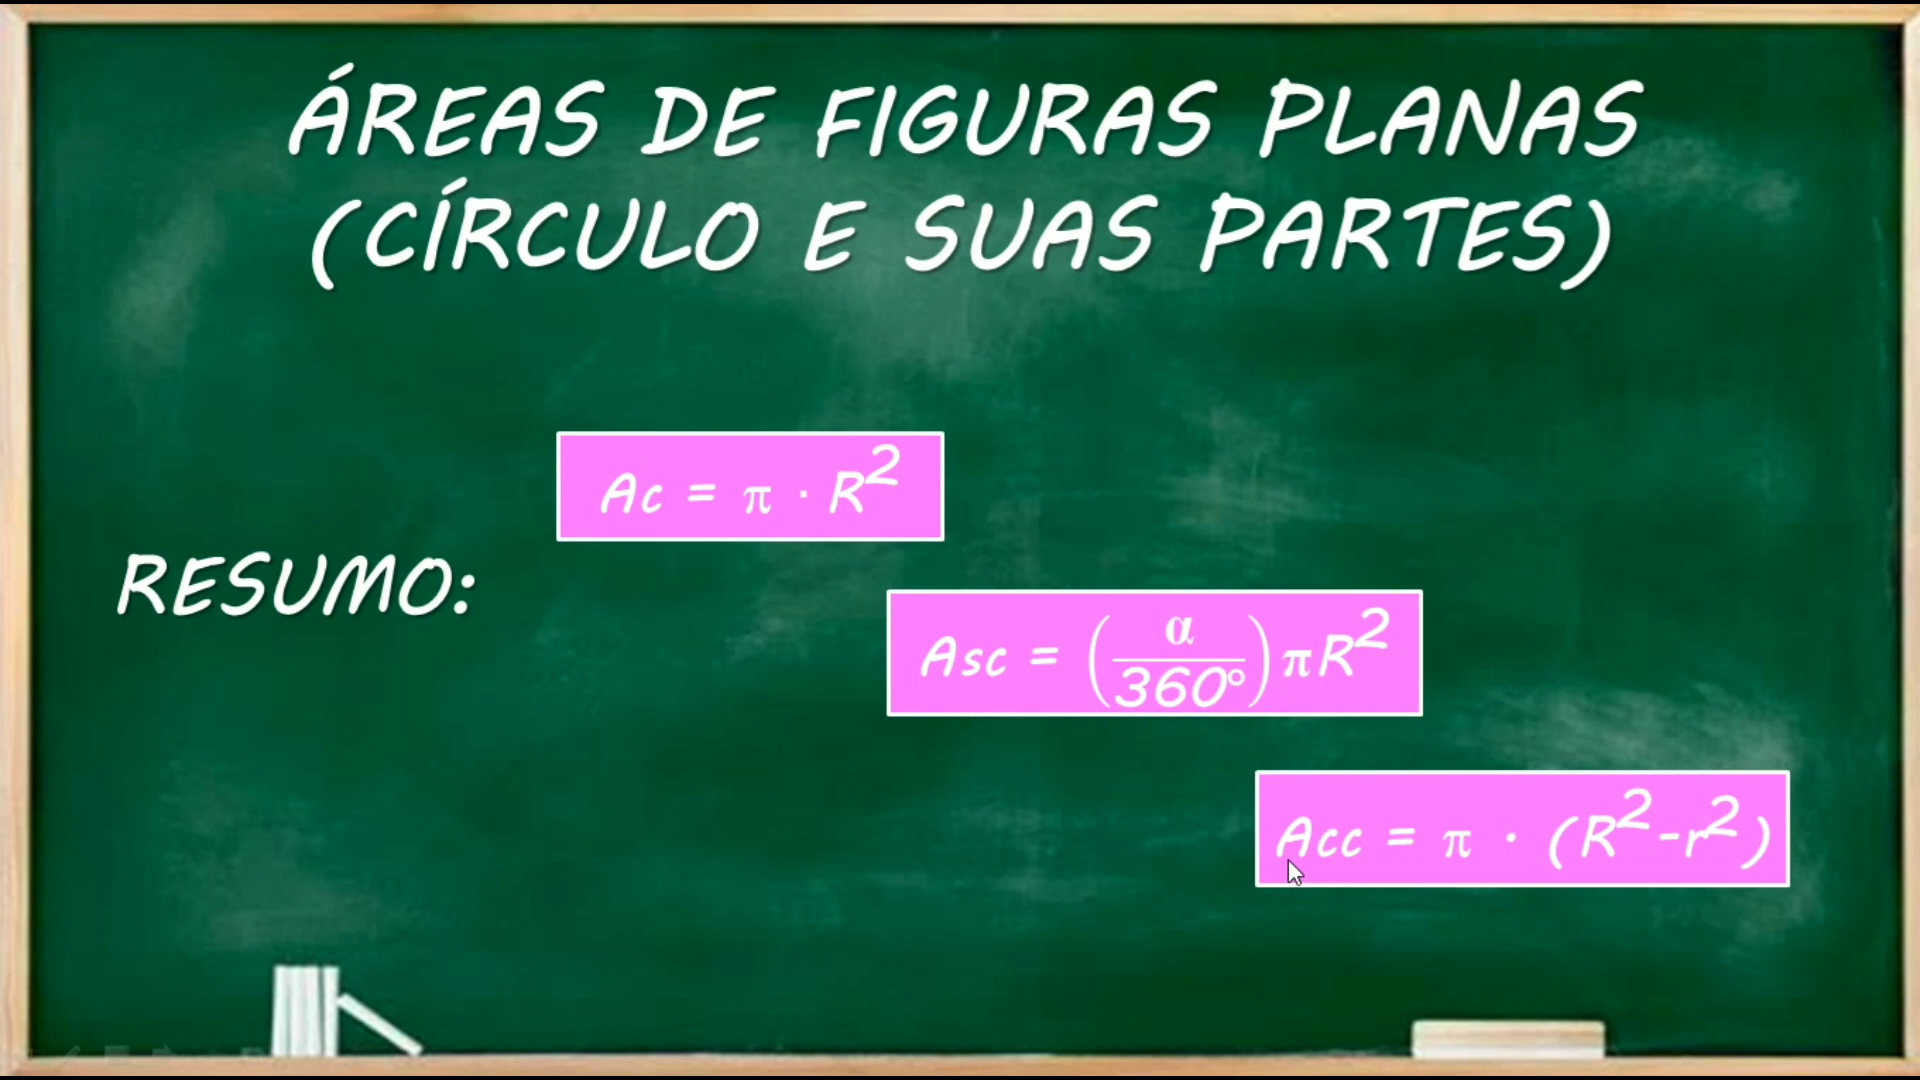 ÁREAS DE FIGURAS PLANAS
(CÍRCULO E SUAS PARTES)
Ac = π · R²
RESUMO:
Asc = (α/360°)πR²
Acc = π · (R²-r²)